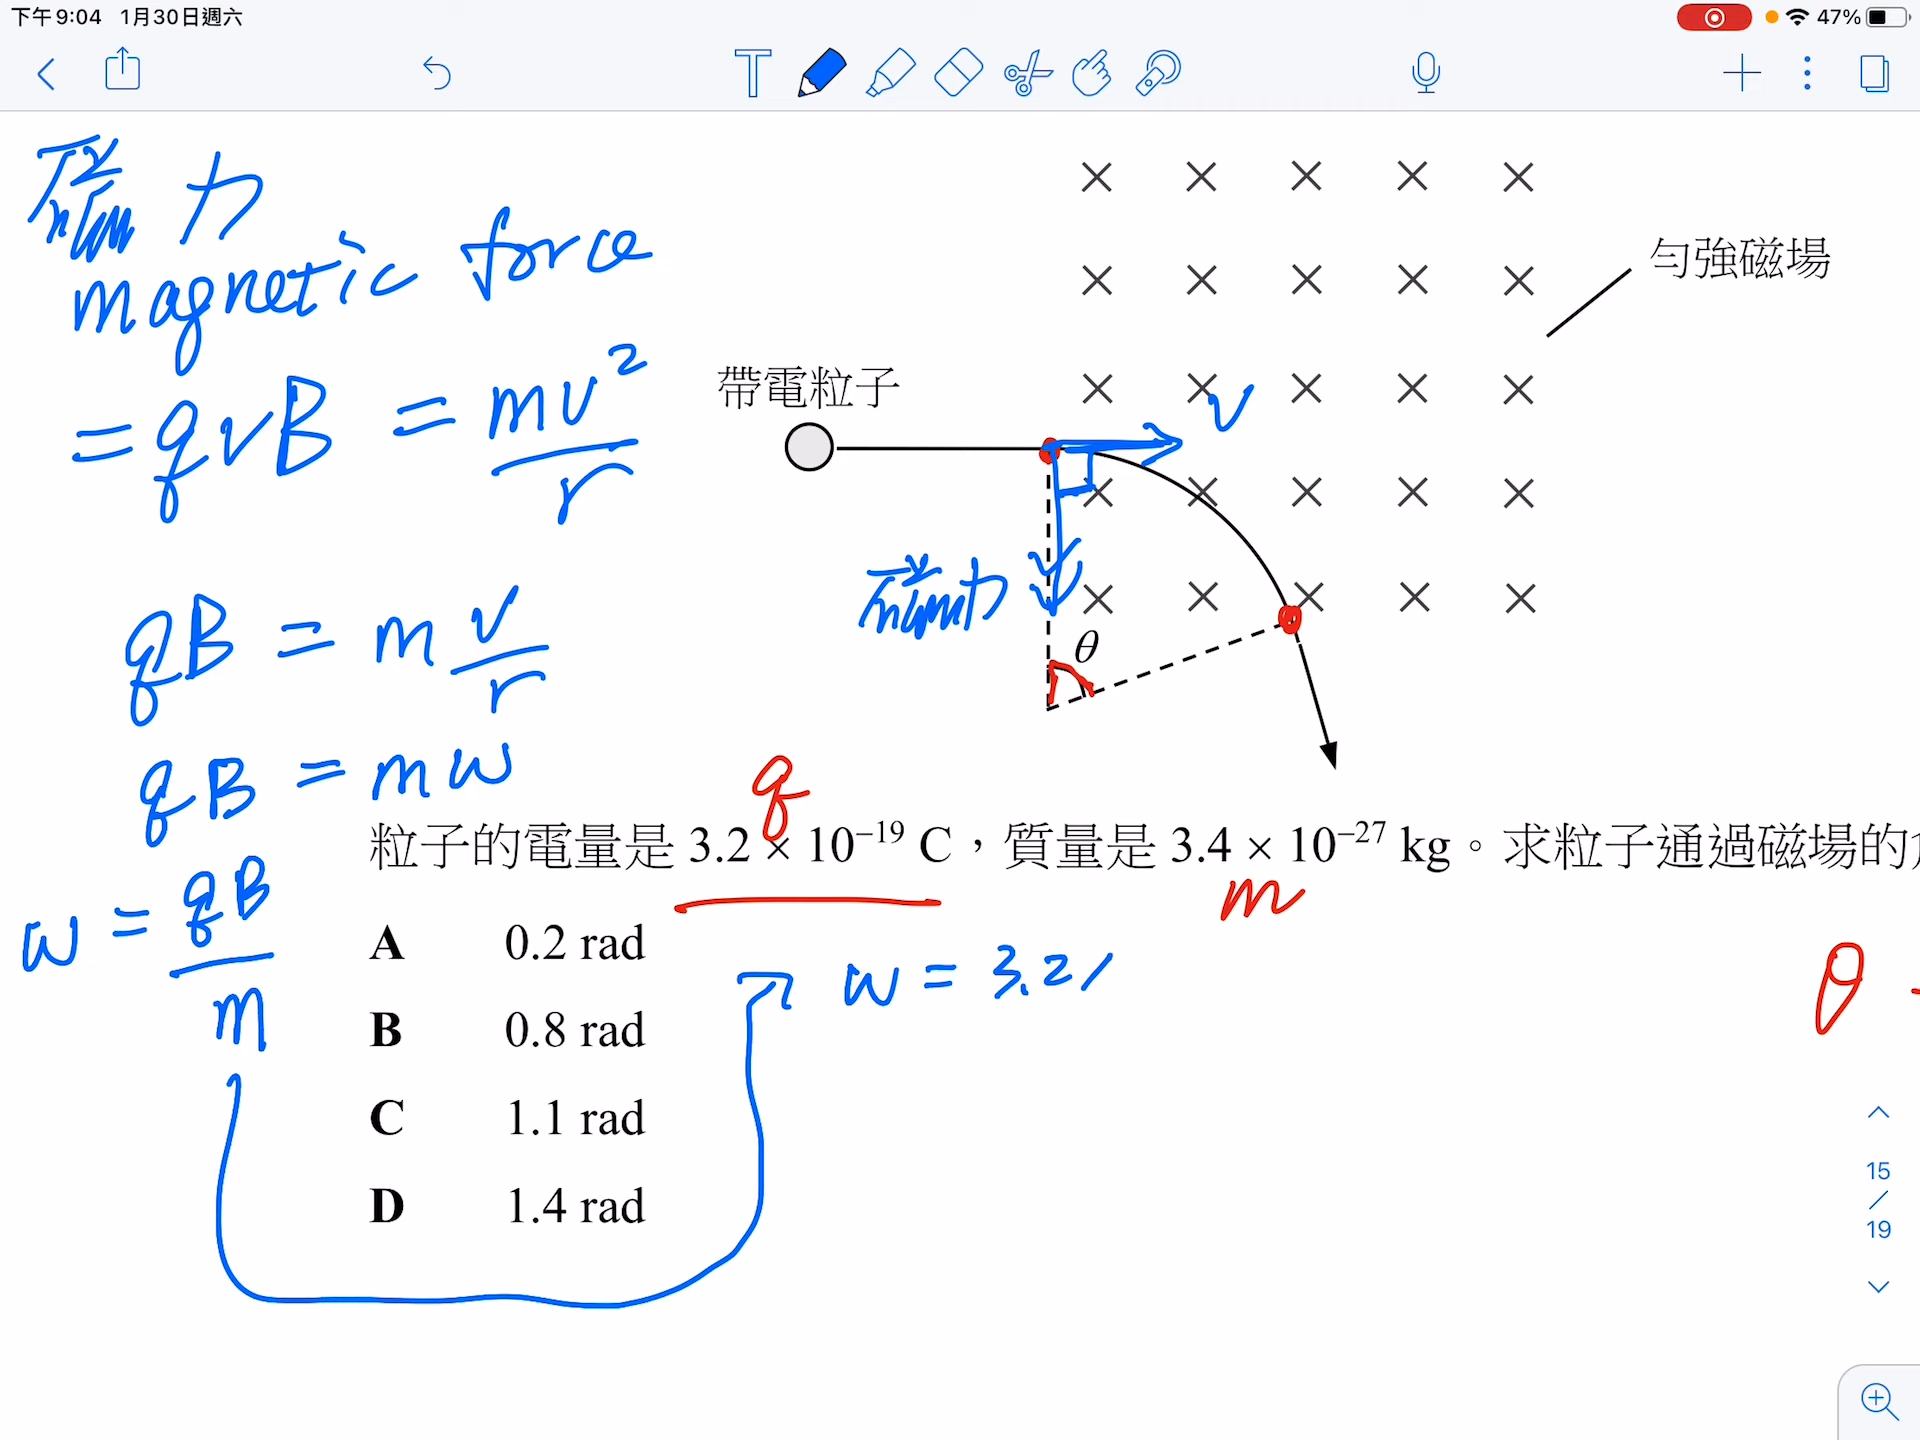 下午9:04 1月30日週六
47%
T
磁力
magnetic force
= qvB = mv²/r
qB = m v/r
qB = mw
w = qB/m
勻強磁場
帶電粒子
v
磁力
θ
q
粒子的電量是 3.2 × 10⁻¹⁹ C，質量是 3.4 × 10⁻²⁷ kg。求粒子通過磁場的
m
A 0.2 rad
B 0.8 rad
C 1.1 rad
D 1.4 rad
w = 3.2
θ
15
/
19